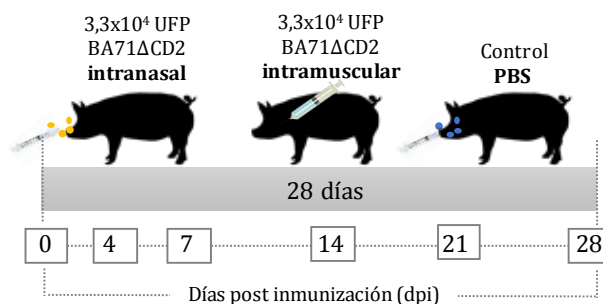 3,3x10⁴ UFP
BA71ΔCD2
intranasal
3,3x10⁴ UFP
BA71ΔCD2
intramuscular
Control
PBS
28 días
0 4 7 14 21 28
Días post inmunización (dpi)